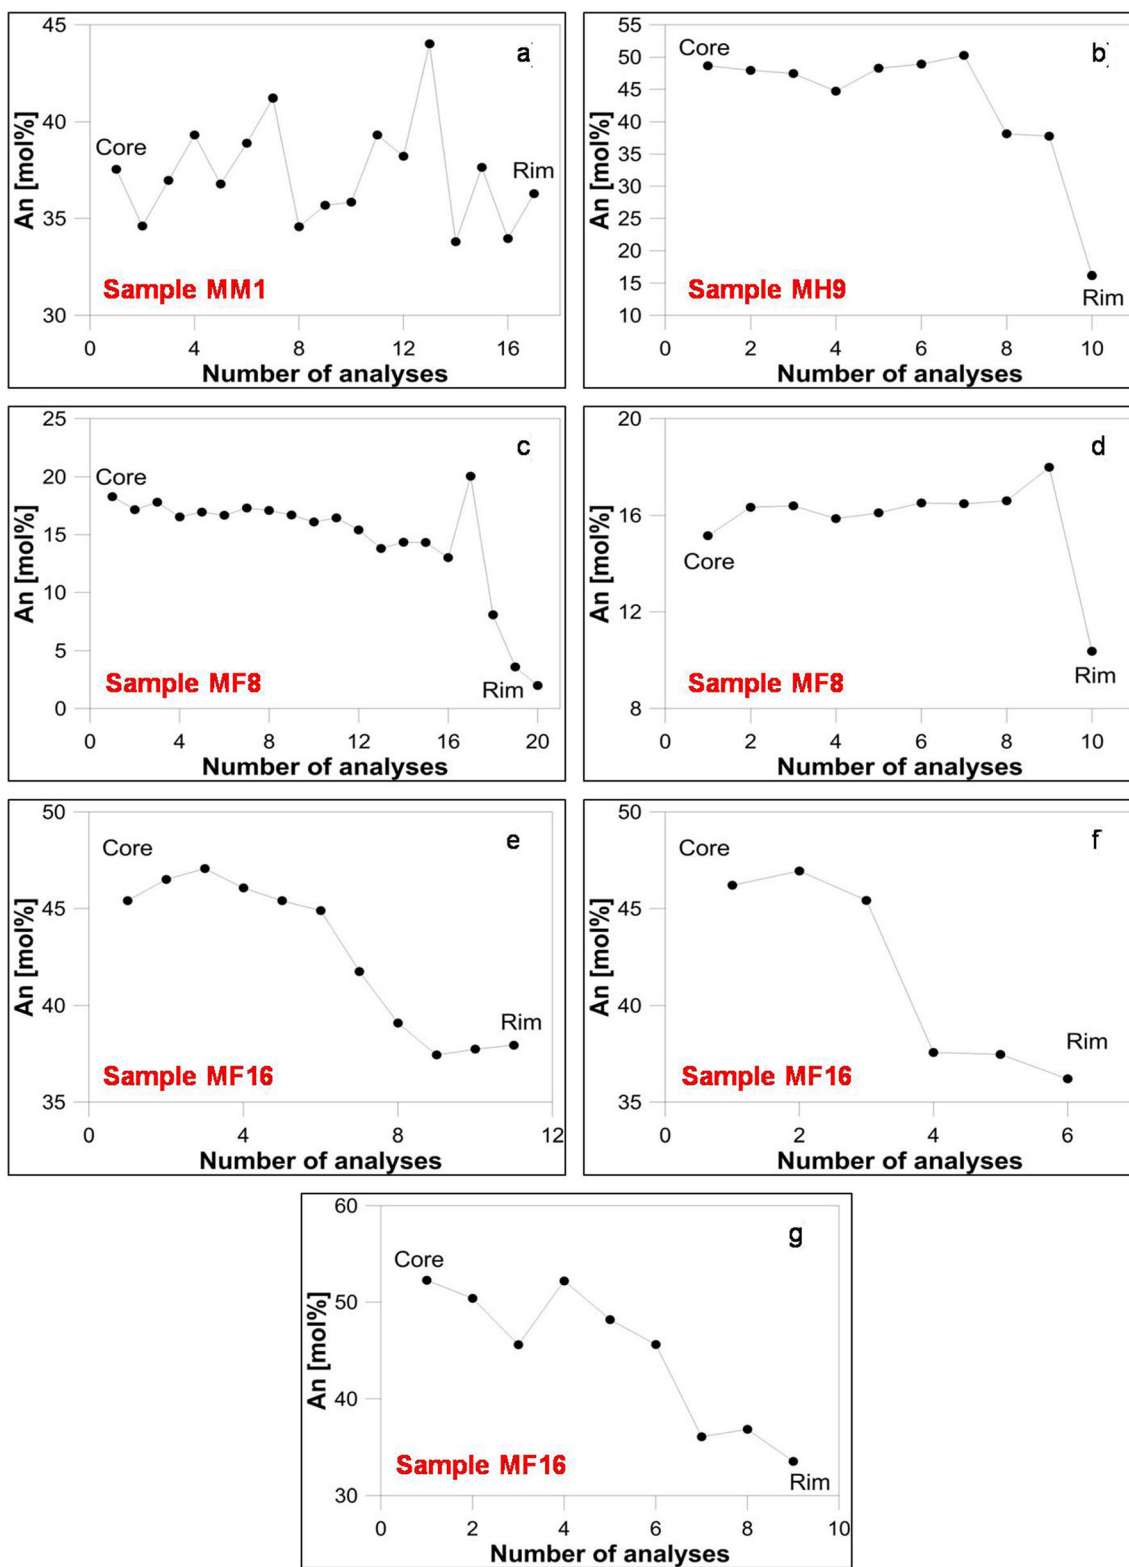 45
40
35
30
An [mol%]
a)
Core
Rim
Sample MM1
0 4 8 12 16
Number of analyses
55
50
45
40
35
30
25
20
15
10
An [mol%]
b)
Core
Rim
Sample MH9
0 2 4 6 8 10
Number of analyses
25
20
15
10
5
0
An [mol%]
c
Core
Rim
Sample MF8
0 4 8 12 16 20
Number of analyses
20
16
12
8
An [mol%]
d
Core
Rim
Sample MF8
0 2 4 6 8 10
Number of analyses
50
45
40
35
An [mol%]
e
Core
Rim
Sample MF16
0 4 8 12
Number of analyses
50
45
40
35
An [mol%]
f
Core
Rim
Sample MF16
0 2 4 6
Number of analyses
60
50
40
30
An [mol%]
g
Core
Rim
Sample MF16
0 2 4 6 8 10
Number of analyses